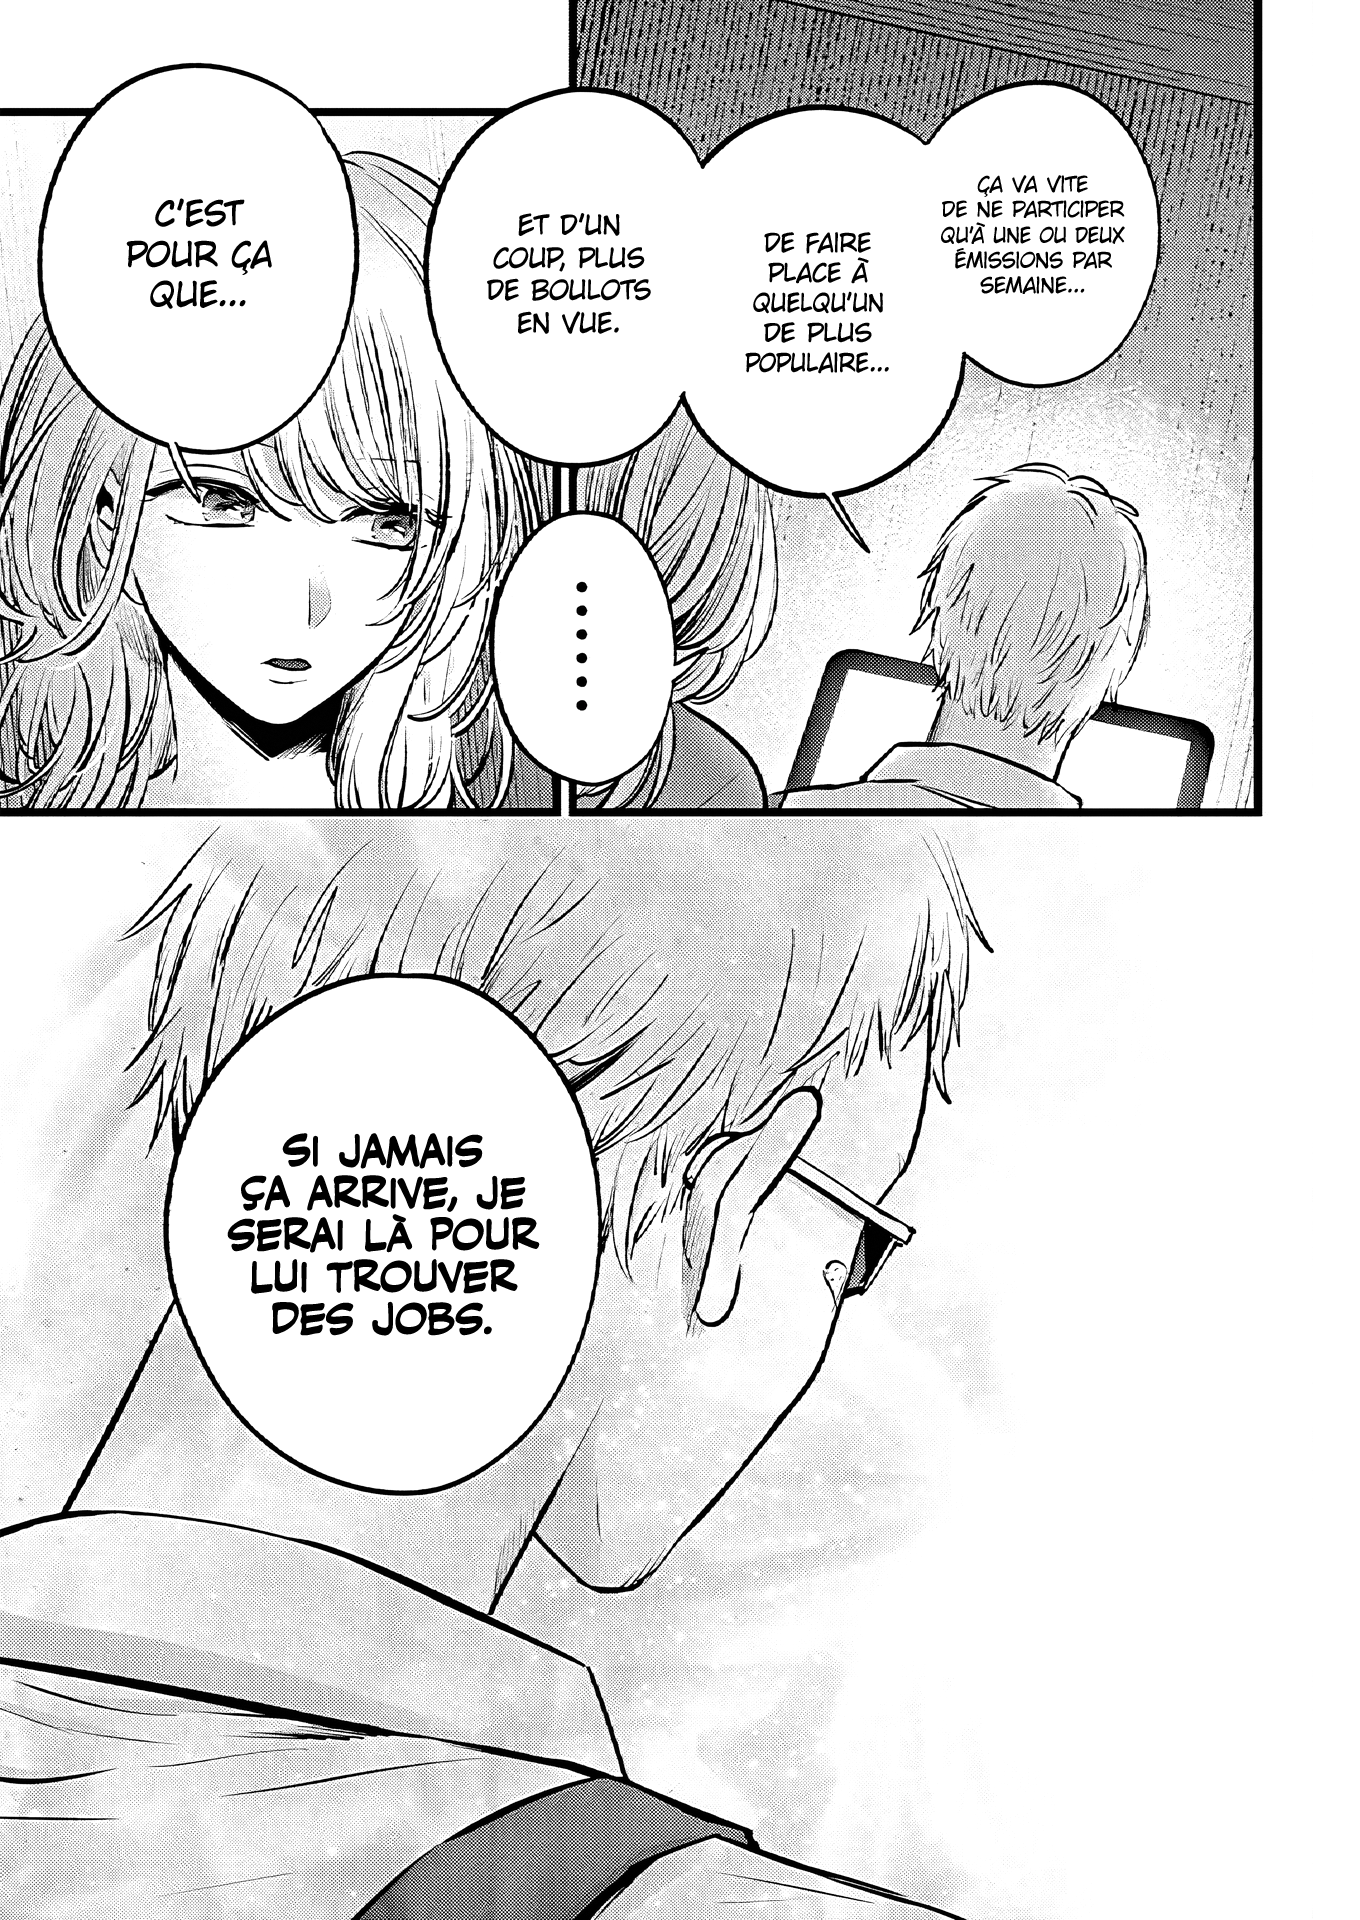 ÇA VA VITE
DE NE PARTICIPER
QU'À UNE OU DEUX
ÉMISSIONS PAR
SEMAINE...
DE FAIRE
PLACE À
QUELQU'UN
DE PLUS
POPULAIRE...
ET D'UN
COUP, PLUS
DE BOULOTS
EN VUE.
......
C'EST
POUR ÇA
QUE...
SI JAMAIS
ÇA ARRIVE, JE
SERAI LÀ POUR
LUI TROUVER
DES JOBS.